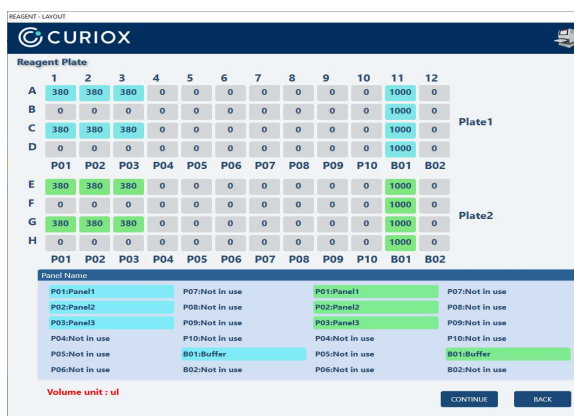 REAGENT - LAYOUT
CURIOX
Reagent Plate
1 2 3 4 5 6 7 8 9 10 11 12
A 380 380 380 0 0 0 0 0 0 0 1000 0
B 0 0 0 0 0 0 0 0 0 0 0 0
Plate1
C 380 380 380 0 0 0 0 0 0 0 1000 0
D 0 0 0 0 0 0 0 0 0 0 0 0
P01 P02 P03 P04 P05 P06 P07 P08 P09 P10 B01 B02
E 380 380 380 0 0 0 0 0 0 0 1000 0
F 0 0 0 0 0 0 0 0 0 0 0 0
Plate2
G 380 380 380 0 0 0 0 0 0 0 1000 0
H 0 0 0 0 0 0 0 0 0 0 1000 0
P01 P02 P03 P04 P05 P06 P07 P08 P09 P10 B01 B02
Panel Name
P01:Panel1 P07:Not in use P01:Panel1 P07:Not in use
P02:Panel2 P08:Not in use P02:Panel2 P08:Not in use
P03:Panel3 P09:Not in use P03:Panel3 P09:Not in use
P04:Not in use P10:Not in use P04:Not in use P10:Not in use
P05:Not in use B01:Buffer P05:Not in use B01:Buffer
P06:Not in use B02:Not in use P06:Not in use B02:Not in use
Volume unit : ul
CONTINUE BACK